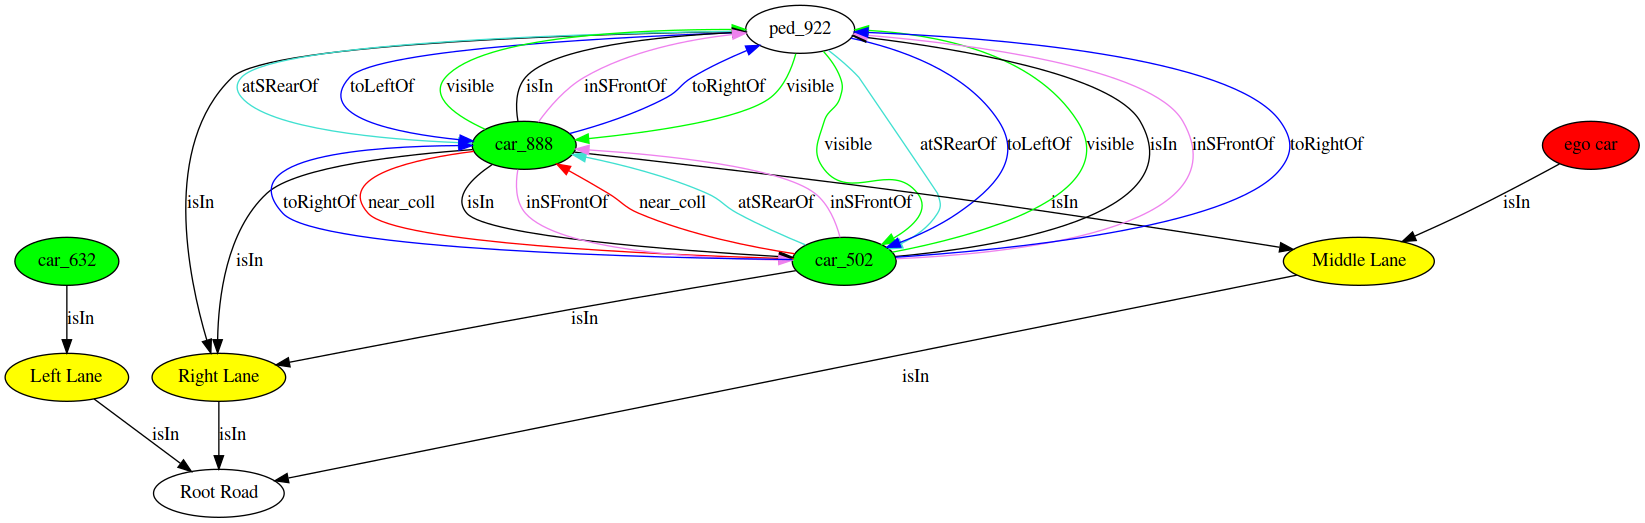 ped_922
atSRearOf toLeftOf visible isIn inSFrontOf toRightOf visible
car_888 visible atSRearOf toLeftOf visible isIn inSFrontOf toRightOf ego car
isIn toRightOf near_coll isIn inSFrontOf near_coll atSRearOf inSFrontOf isIn isIn
car_632 isIn car_502 Middle Lane
isIn isIn
Left Lane Right Lane isIn
isIn isIn
Root Road